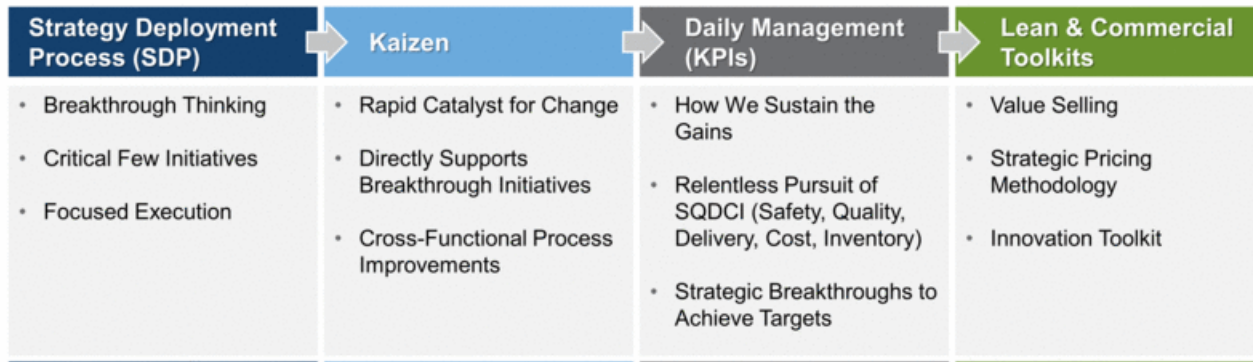 Strategy Deployment
Process (SDP)
• Breakthrough Thinking
• Critical Few Initiatives
• Focused Execution
Kaizen
• Rapid Catalyst for Change
• Directly Supports
Breakthrough Initiatives
• Cross-Functional Process
Improvements
Daily Management
(KPIs)
• How We Sustain the
Gains
• Relentless Pursuit of
SQDCI (Safety, Quality,
Delivery, Cost, Inventory)
• Strategic Breakthroughs to
Achieve Targets
Lean & Commercial
Toolkits
• Value Selling
• Strategic Pricing
Methodology
• Innovation Toolkit